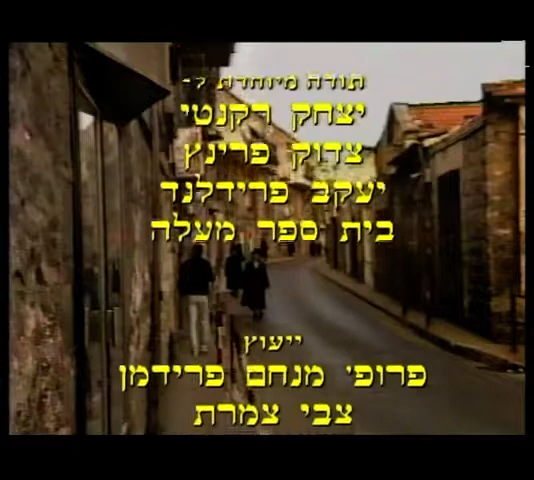 תודה מיוחדת ל-
יצחק רקנטי
צדוק פרינץ
יעקב פרידלנד
בית ספר מעלה
ייעוץ
פרופ' מנחם פרידמן
צבי צמרת